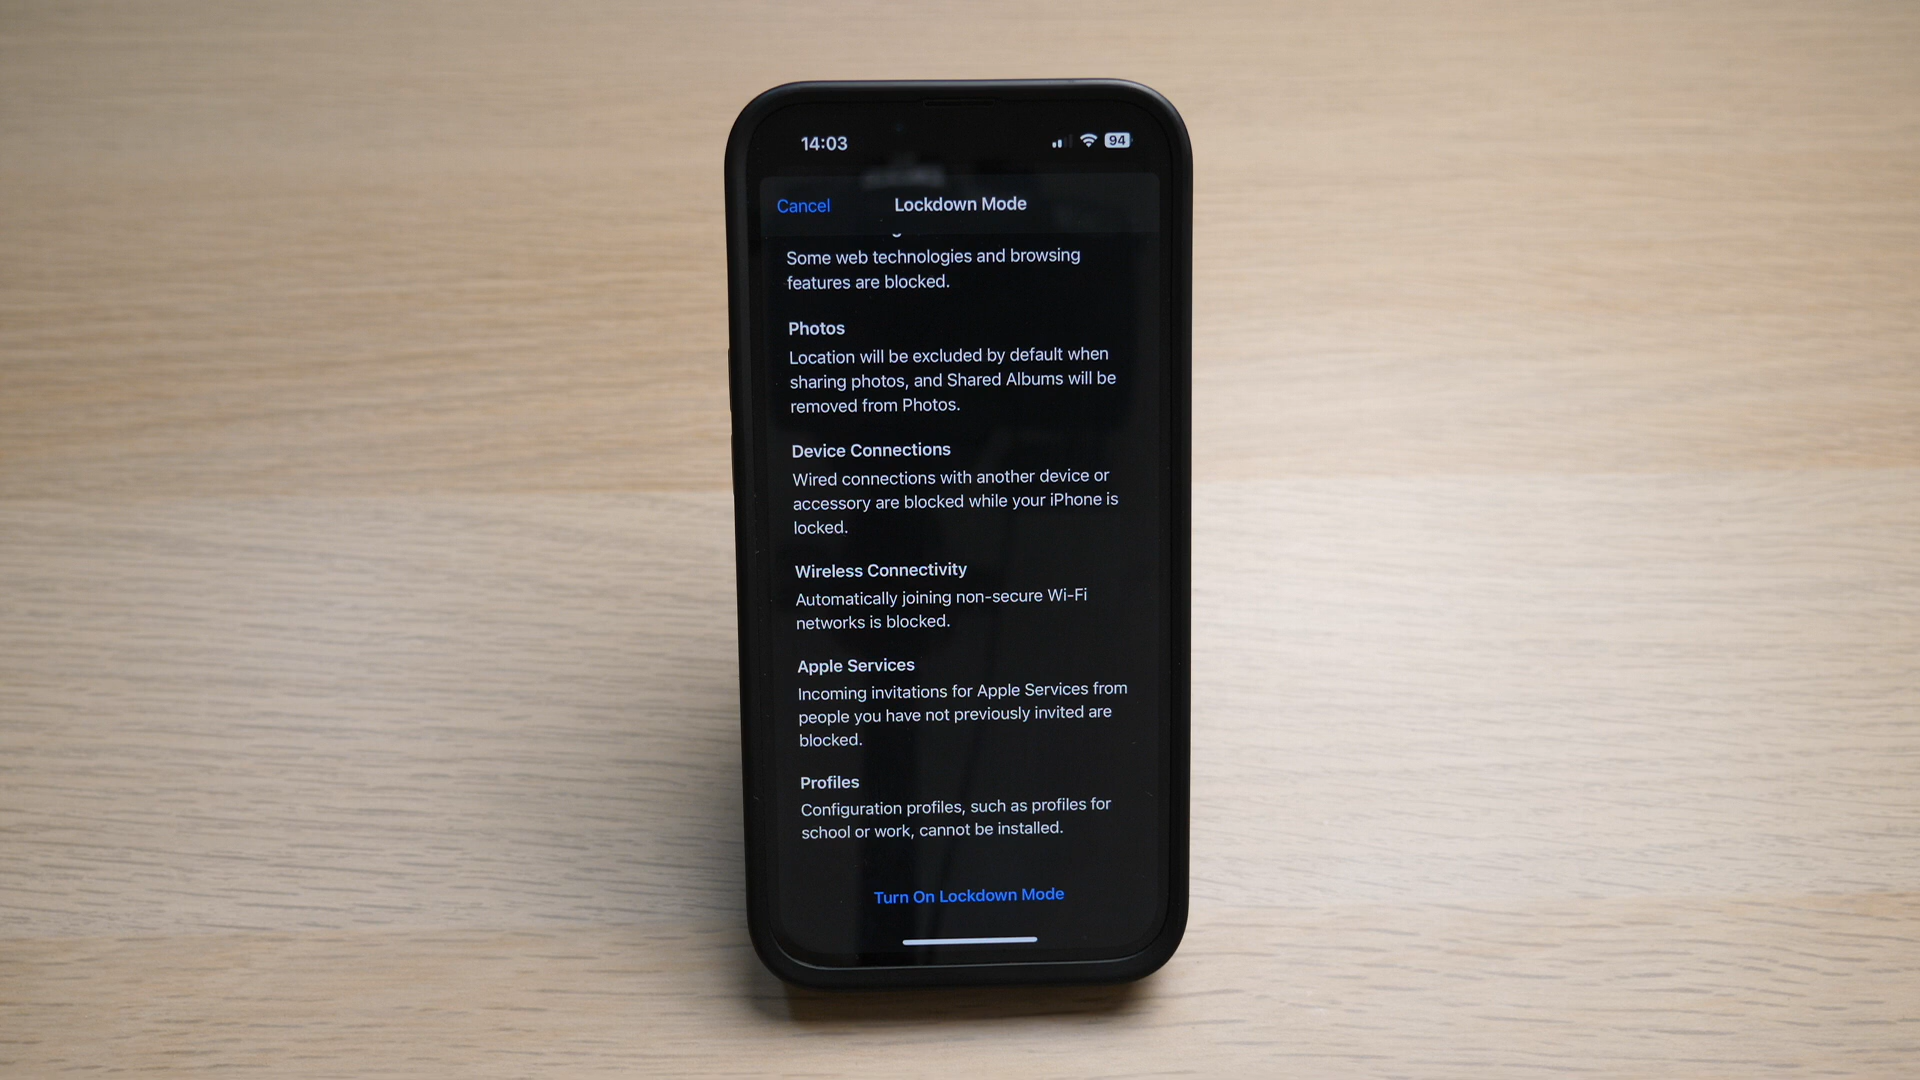 14:03
94
Cancel
Lockdown Mode
Some web technologies and browsing
features are blocked.
Photos
Location will be excluded by default when
sharing photos, and Shared Albums will be
removed from Photos.
Device Connections
Wired connections with another device or
accessory are blocked while your iPhone is
locked.
Wireless Connectivity
Automatically joining non-secure Wi-Fi
networks is blocked.
Apple Services
Incoming invitations for Apple Services from
people you have not previously invited are
blocked.
Profiles
Configuration profiles, such as profiles for
school or work, cannot be installed.
Turn On Lockdown Mode